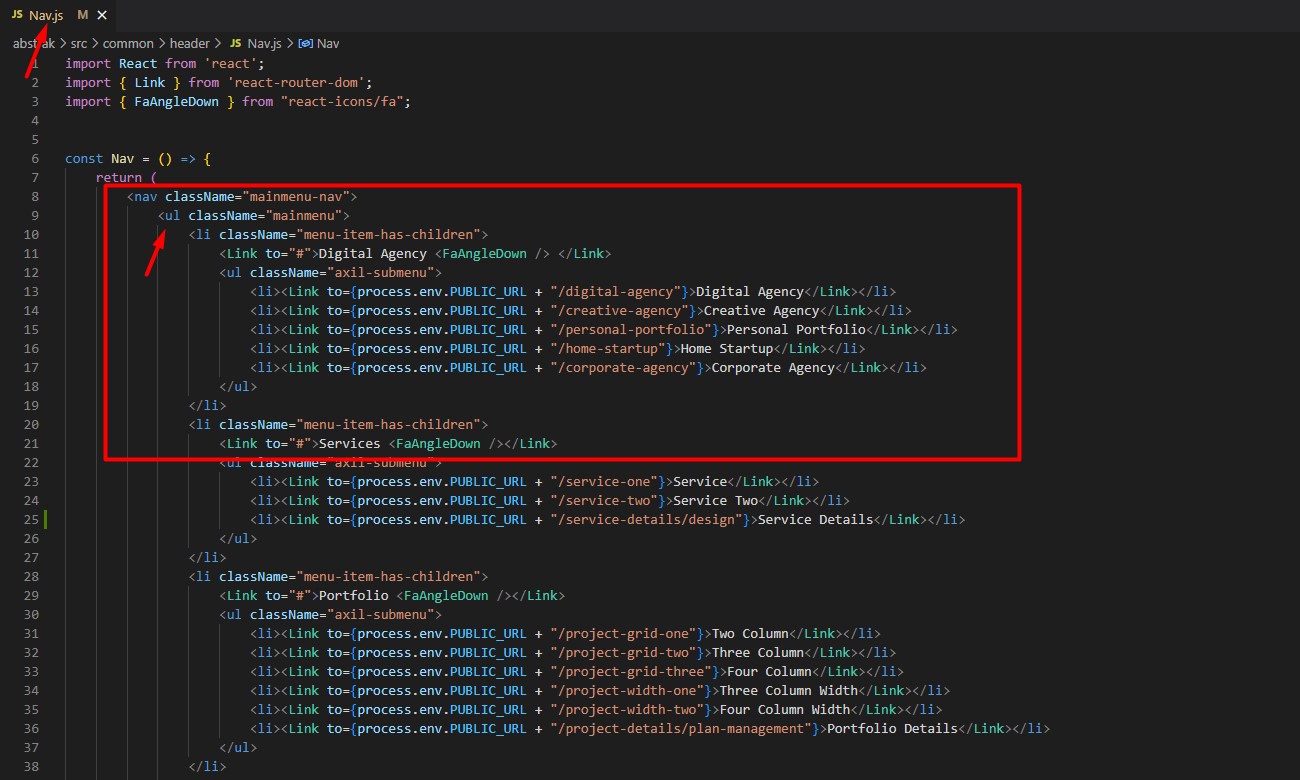 JS Nav.js M ✕
abstrak > src > common > header > JS Nav.js > Nav
1 import React from 'react';
2 import { Link } from 'react-router-dom';
3 import { FaAngleDown } from "react-icons/fa";
4
5
6 const Nav = () => {
7     return (
8         <nav className="mainmenu-nav">
9             <ul className="mainmenu">
10                 <li className="menu-item-has-children">
11                     <Link to="#">Digital Agency <FaAngleDown /> </Link>
12                     <ul className="axil-submenu">
13                         <li><Link to={process.env.PUBLIC_URL + "/digital-agency"}>Digital Agency</Link></li>
14                         <li><Link to={process.env.PUBLIC_URL + "/creative-agency"}>Creative Agency</Link></li>
15                         <li><Link to={process.env.PUBLIC_URL + "/personal-portfolio"}>Personal Portfolio</Link></li>
16                         <li><Link to={process.env.PUBLIC_URL + "/home-startup"}>Home Startup</Link></li>
17                         <li><Link to={process.env.PUBLIC_URL + "/corporate-agency"}>Corporate Agency</Link></li>
18                     </ul>
19                 </li>
20                 <li className="menu-item-has-children">
21                     <Link to="#">Services <FaAngleDown /></Link>
22                     <ul className="axil-submenu">
23                         <li><Link to={process.env.PUBLIC_URL + "/service-one"}>Service</Link></li>
24                         <li><Link to={process.env.PUBLIC_URL + "/service-two"}>Service Two</Link></li>
25                         <li><Link to={process.env.PUBLIC_URL + "/service-details/design"}>Service Details</Link></li>
26                     </ul>
27                 </li>
28                 <li className="menu-item-has-children">
29                     <Link to="#">Portfolio <FaAngleDown /></Link>
30                     <ul className="axil-submenu">
31                         <li><Link to={process.env.PUBLIC_URL + "/project-grid-one"}>Two Column</Link></li>
32                         <li><Link to={process.env.PUBLIC_URL + "/project-grid-two"}>Three Column</Link></li>
33                         <li><Link to={process.env.PUBLIC_URL + "/project-grid-three"}>Four Column</Link></li>
34                         <li><Link to={process.env.PUBLIC_URL + "/project-width-one"}>Three Column Width</Link></li>
35                         <li><Link to={process.env.PUBLIC_URL + "/project-width-two"}>Four Column Width</Link></li>
36                         <li><Link to={process.env.PUBLIC_URL + "/project-details/plan-management"}>Portfolio Details</Link></li>
37                     </ul>
38                 </li>